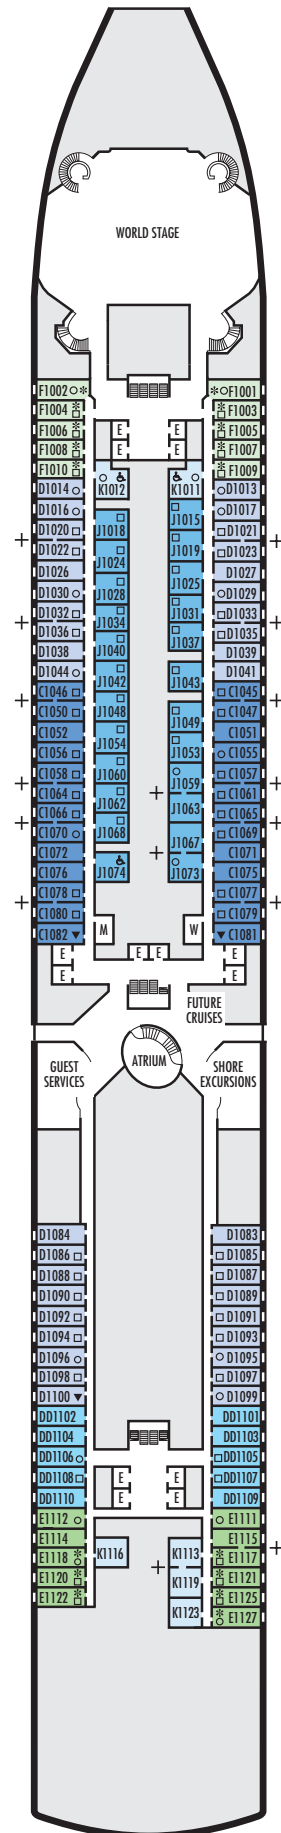 WORLD STAGE
F1002 F1001
F1004 F1003
F1006 E E F1005
F1008 E E F1007
F1010 F1009
K1012 K1011
D1014 D1013
D1016 J1015 D1017
D1020 J1018 D1021
D1022 J1019 D1023
D1026 J1024 J1025 D1027
D1030 J1028 D1029
D1032 J1034 J1031 D1033
D1036 J1037 D1035
D1038 J1040 D1039
D1044 J1042 J1043 D1041
C1046 C1045
C1050 J1048 J1049 C1047
C1052 C1051
C1056 J1054 J1053 C1055
C1058 J1060 J1059 C1057
C1064 J1062 J1063 C1061
C1066 C1065
C1070 J1068 J1067 C1069
C1072 C1071
C1076 J1074 J1073 C1075
C1078 C1077
C1080 C1079
C1082 M W C1081
E E E E
E E
FUTURE
CRUISES
GUEST
SERVICES
ATRIUM
SHORE
EXCURSIONS
D1084 D1083
D1086 D1085
D1088 D1087
D1090 D1089
D1092 D1091
D1094 D1093
D1096 D1095
D1098 D1097
D1100 D1099
DD1102 DD1101
DD1104 DD1103
DD1106 DD1105
DD1108 E E DD1107
DD1110 E E DD1109
E1112 E1111
E1114 E1115
E1118 K1116 K1113 E1117
E1120 K1119 E1121
E1122 E1125
K1123 E1127